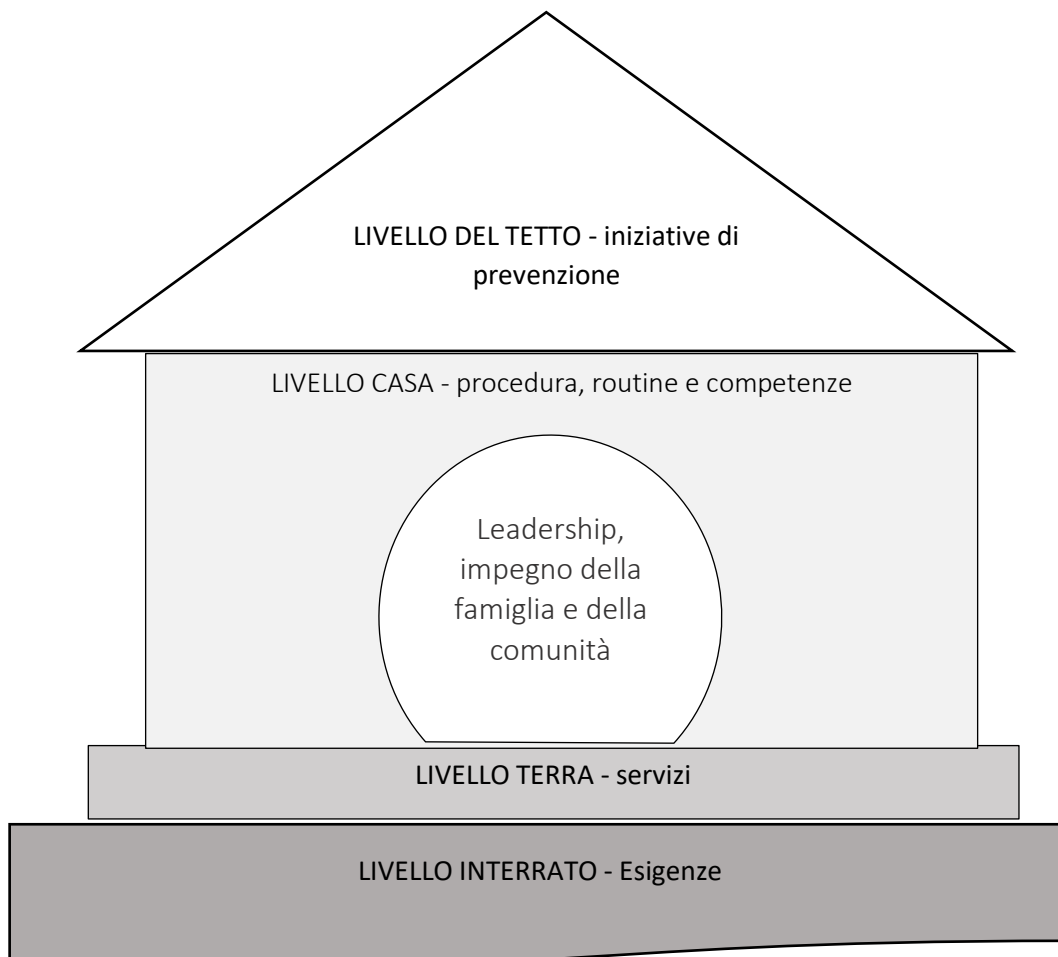 LIVELLO DEL TETTO - iniziative di
prevenzione
LIVELLO CASA - procedura, routine e competenze
Leadership,
impegno della
famiglia e della
comunità
LIVELLO TERRA - servizi
LIVELLO INTERRATO - Esigenze